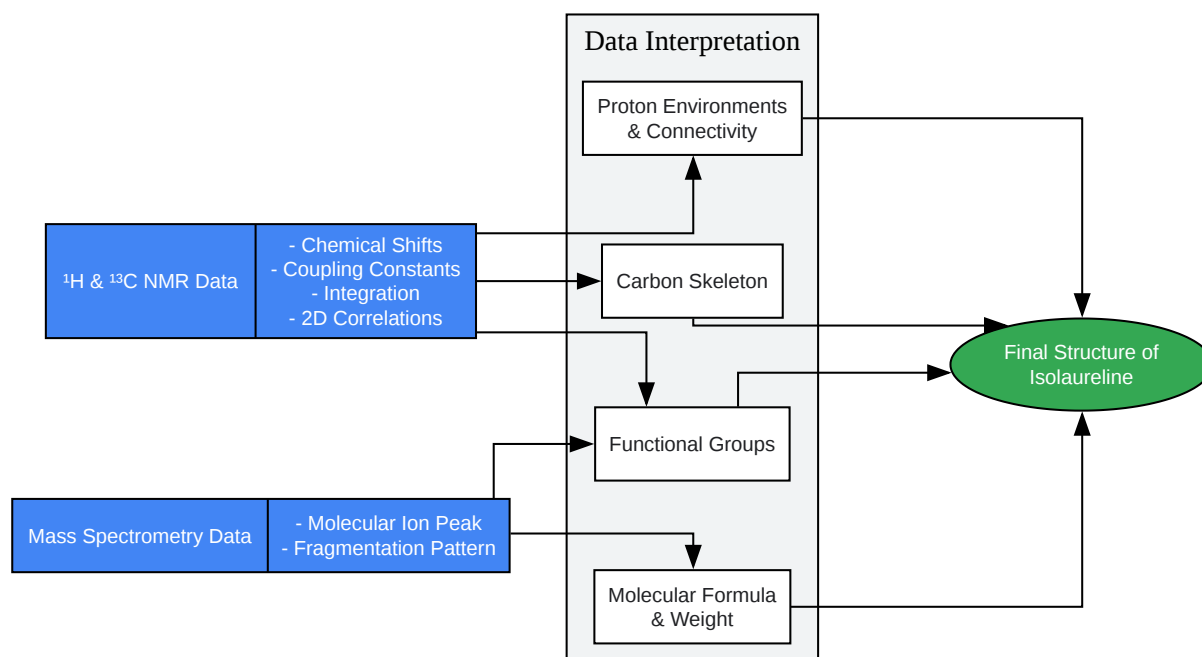 Data Interpretation
Proton Environments
& Connectivity
¹H & ¹³C NMR Data
- Chemical Shifts
- Coupling Constants
- Integration
- 2D Correlations
Carbon Skeleton
Final Structure of
Isolaureline
Functional Groups
Mass Spectrometry Data
- Molecular Ion Peak
- Fragmentation Pattern
Molecular Formula
& Weight